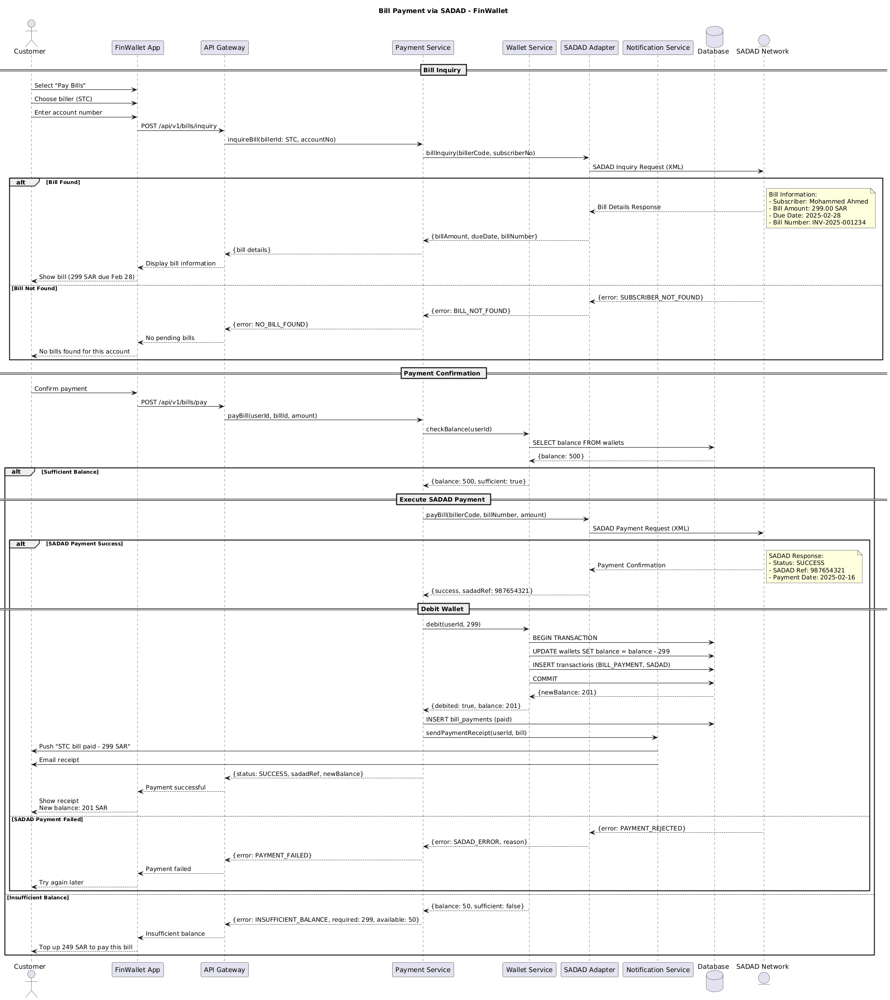 Bill Payment via SADAD - FinWallet
Customer
FinWallet App
API Gateway
Payment Service
Wallet Service
SADAD Adapter
Notification Service
Database
SADAD Network
Bill Inquiry
Select "Pay Bills"
Choose biller (STC)
Enter account number
POST /api/v1/bills/inquiry
inquireBill(billerId: STC, accountNo)
billInquiry(billerCode, subscriberNo)
SADAD Inquiry Request (XML)
alt
[Bill Found]
Bill Information:
- Subscriber: Mohammed Ahmed
- Bill Amount: 299.00 SAR
- Due Date: 2025-02-28
- Bill Number: INV-2025-001234
Bill Details Response
{billAmount, dueDate, billNumber}
{bill details}
Display bill information
Show bill (299 SAR due Feb 28)
[Bill Not Found]
{error: SUBSCRIBER_NOT_FOUND}
{error: BILL_NOT_FOUND}
{error: NO_BILL_FOUND}
No pending bills
No bills found for this account
Payment Confirmation
Confirm payment
POST /api/v1/bills/pay
payBill(userId, billId, amount)
checkBalance(userId)
SELECT balance FROM wallets
{balance: 500}
alt
[Sufficient Balance]
{balance: 500, sufficient: true}
Execute SADAD Payment
payBill(billerCode, billNumber, amount)
SADAD Payment Request (XML)
alt
[SADAD Payment Success]
SADAD Response:
- Status: SUCCESS
- SADAD Ref: 987654321
- Payment Date: 2025-02-16
Payment Confirmation
{success, sadadRef: 987654321}
Debit Wallet
debit(userId, 299)
BEGIN TRANSACTION
UPDATE wallets SET balance = balance - 299
INSERT transactions (BILL_PAYMENT, SADAD)
COMMIT
{newBalance: 201}
{debited: true, balance: 201}
INSERT bill_payments (paid)
sendPaymentReceipt(userId, bill)
Push "STC bill paid - 299 SAR"
Email receipt
{status: SUCCESS, sadadRef, newBalance}
Payment successful
Show receipt
New balance: 201 SAR
[SADAD Payment Failed]
{error: PAYMENT_REJECTED}
{error: SADAD_ERROR, reason}
{error: PAYMENT_FAILED}
Payment failed
Try again later
[Insufficient Balance]
{balance: 50, sufficient: false}
{error: INSUFFICIENT_BALANCE, required: 299, available: 50}
Insufficient balance
Top up 249 SAR to pay this bill
Customer
FinWallet App
API Gateway
Payment Service
Wallet Service
SADAD Adapter
Notification Service
Database
SADAD Network